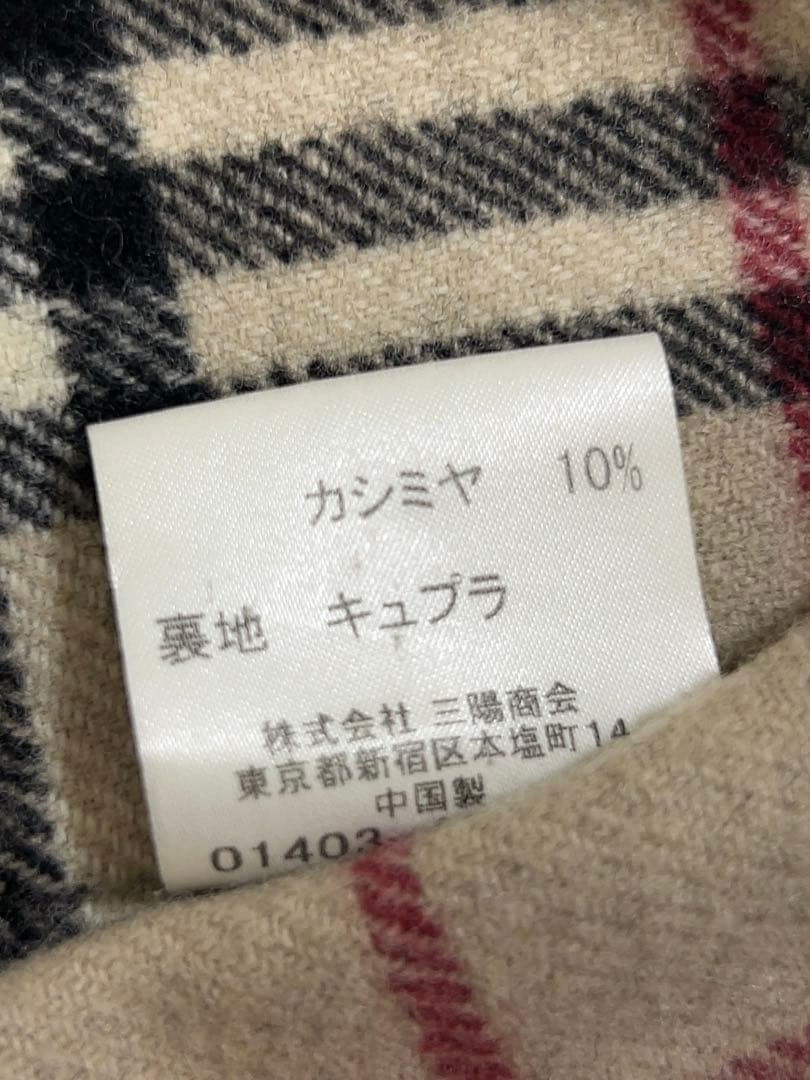 カシミヤ 10%
裏地 キュプラ
株式会社 三陽商会
東京都新宿区本塩町14
中国製
01403